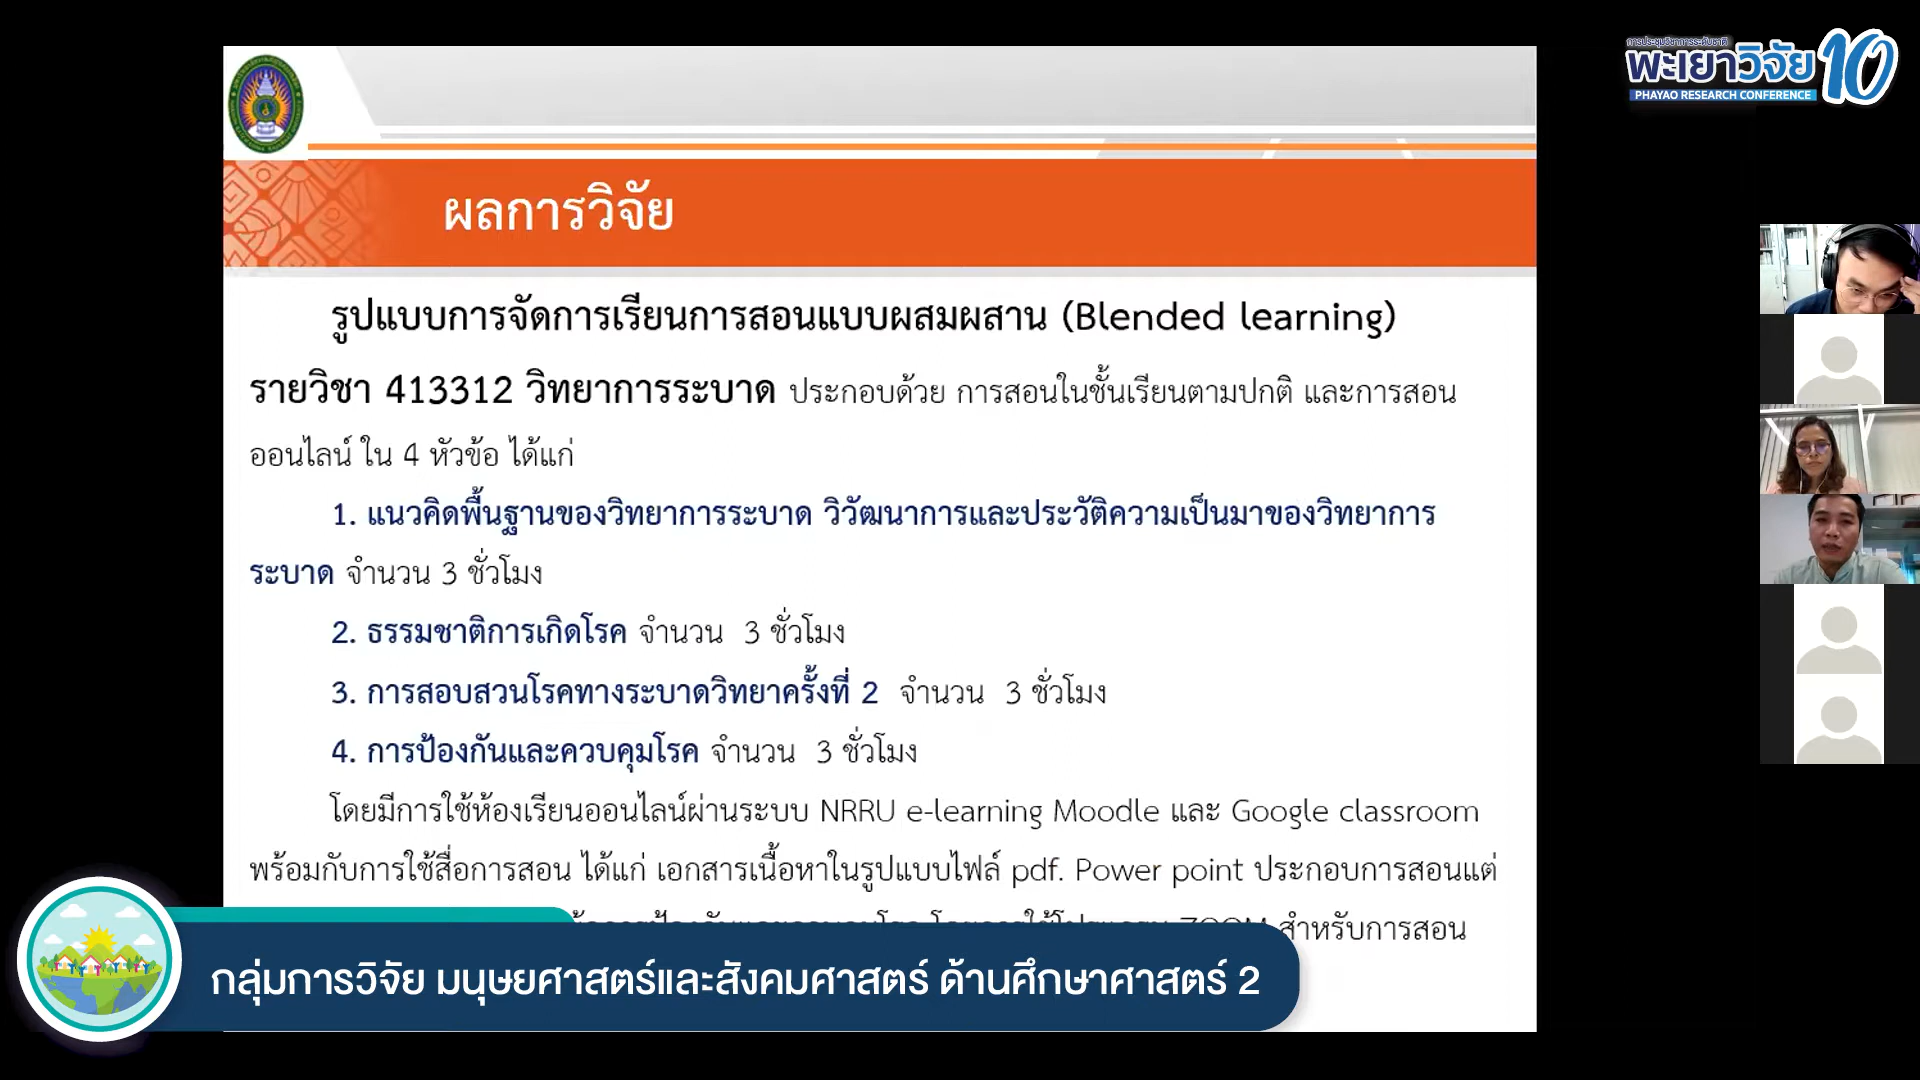 การประชุมวิชาการระดับชาติ
พะเยาวิจัย 10
PHAYAO RESEARCH CONFERENCE
ผลการวิจัย
รูปแบบการจัดการเรียนการสอนแบบผสมผสาน (Blended learning)
รายวิชา 413312 วิทยาการระบาด ประกอบด้วย การสอนในชั้นเรียนตามปกติ และการสอน
ออนไลน์ ใน 4 หัวข้อ ได้แก่
1. แนวคิดพื้นฐานของวิทยาการระบาด วิวัฒนาการและประวัติความเป็นมาของวิทยาการ
ระบาด จำนวน 3 ชั่วโมง
2. ธรรมชาติการเกิดโรค จำนวน 3 ชั่วโมง
3. การสอบสวนโรคทางระบาดวิทยาครั้งที่ 2 จำนวน 3 ชั่วโมง
4. การป้องกันและควบคุมโรค จำนวน 3 ชั่วโมง
โดยมีการใช้ห้องเรียนออนไลน์ผ่านระบบ NRRU e-learning Moodle และ Google classroom
พร้อมกับการใช้สื่อการสอน ได้แก่ เอกสารเนื้อหาในรูปแบบไฟล์ pdf. Power point ประกอบการสอนแต่
สำหรับการสอน
กลุ่มการวิจัย มนุษยศาสตร์และสังคมศาสตร์ ด้านศึกษาศาสตร์ 2